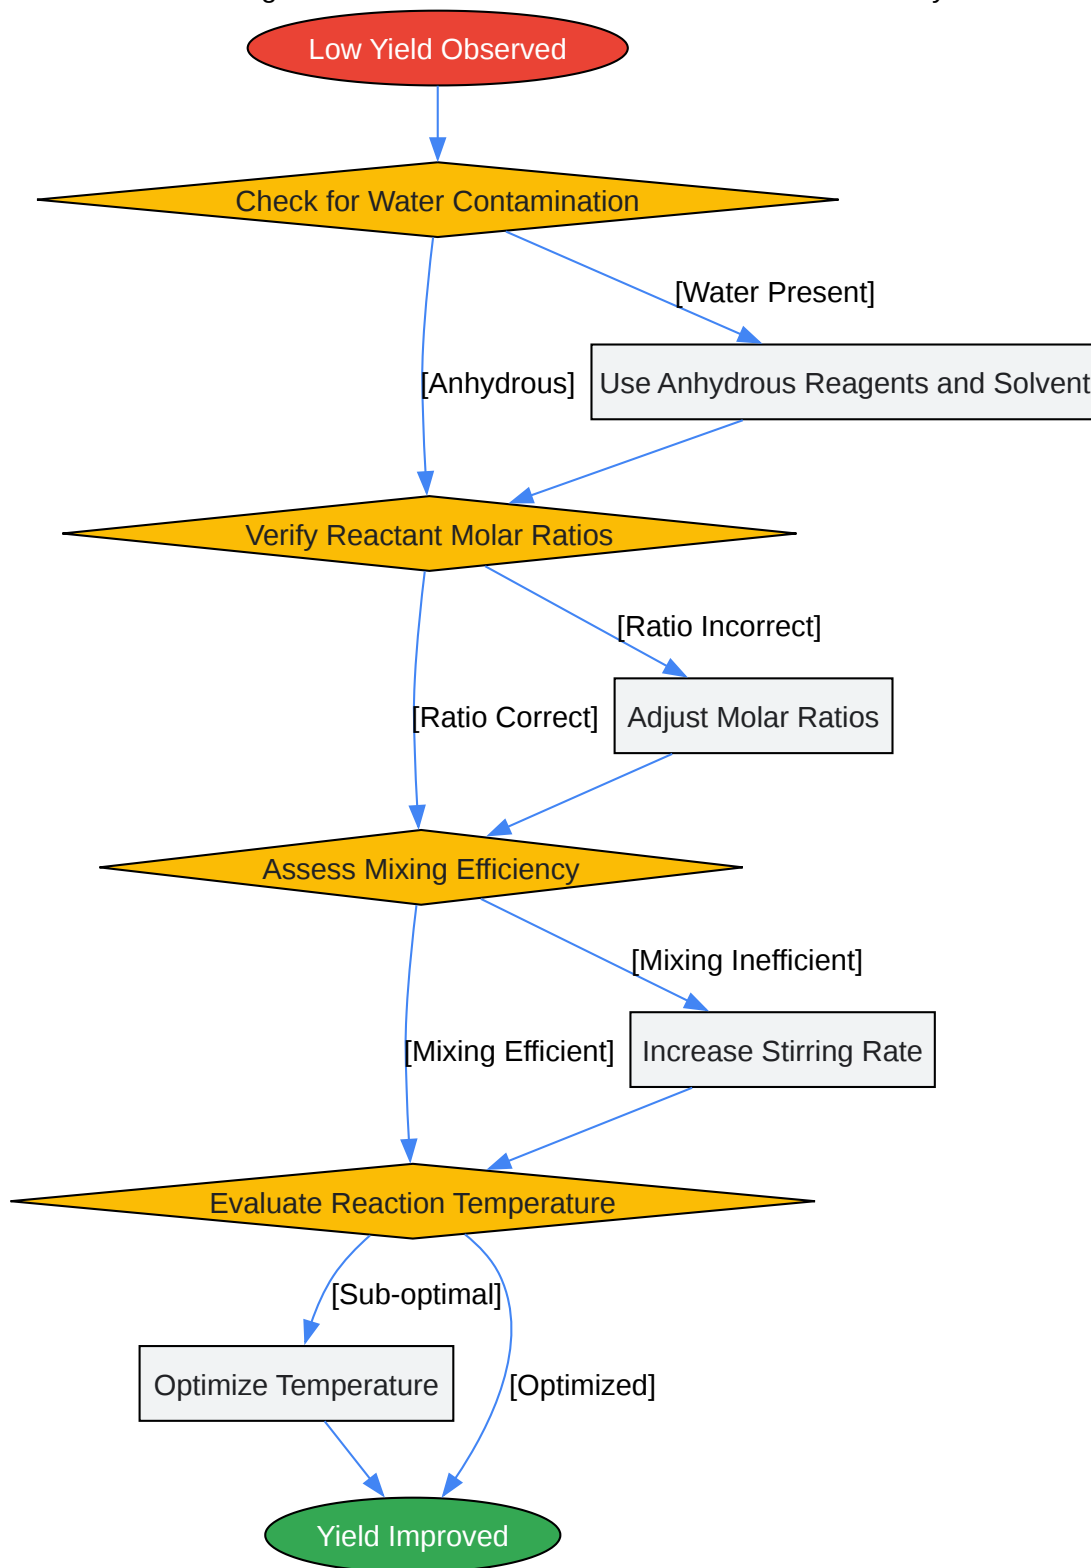 Low Yield Observed
Check for Water Contamination
[Water Present]
[Anhydrous]
Use Anhydrous Reagents and Solvent
Verify Reactant Molar Ratios
[Ratio Incorrect]
[Ratio Correct]
Adjust Molar Ratios
Assess Mixing Efficiency
[Mixing Inefficient]
[Mixing Efficient]
Increase Stirring Rate
Evaluate Reaction Temperature
[Sub-optimal]
Optimize Temperature
[Optimized]
Yield Improved